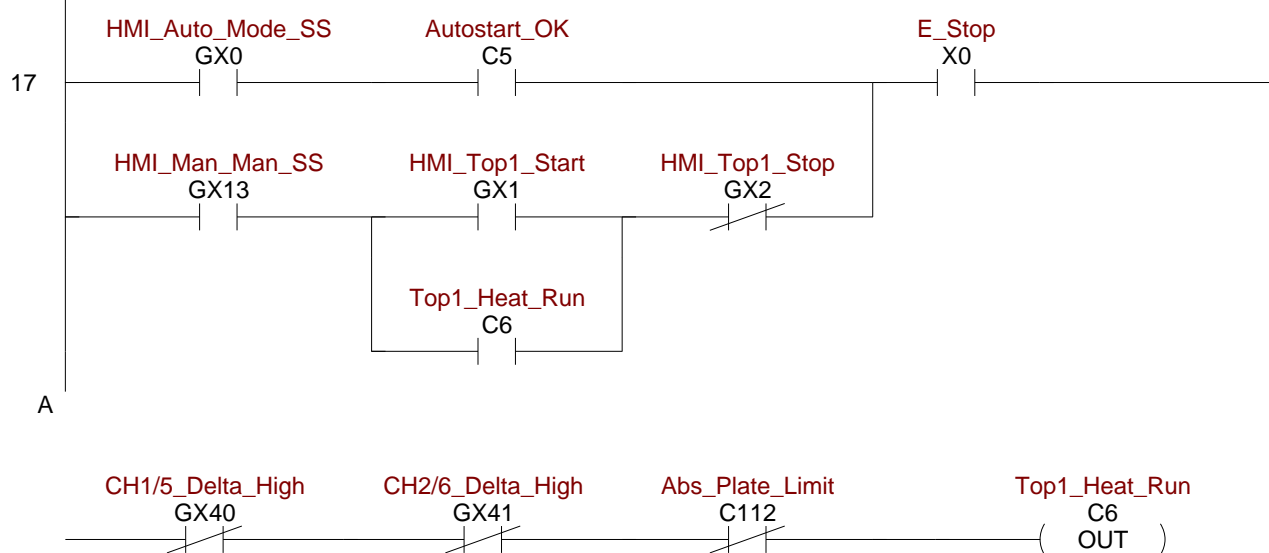 HMI_Auto_Mode_SS Autostart_OK E_Stop
GX0 C5 X0
17
HMI_Man_Man_SS HMI_Top1_Start HMI_Top1_Stop
GX13 GX1 GX2
Top1_Heat_Run
C6
A
CH1/5_Delta_High CH2/6_Delta_High Abs_Plate_Limit Top1_Heat_Run
GX40 GX41 C112 C6
OUT